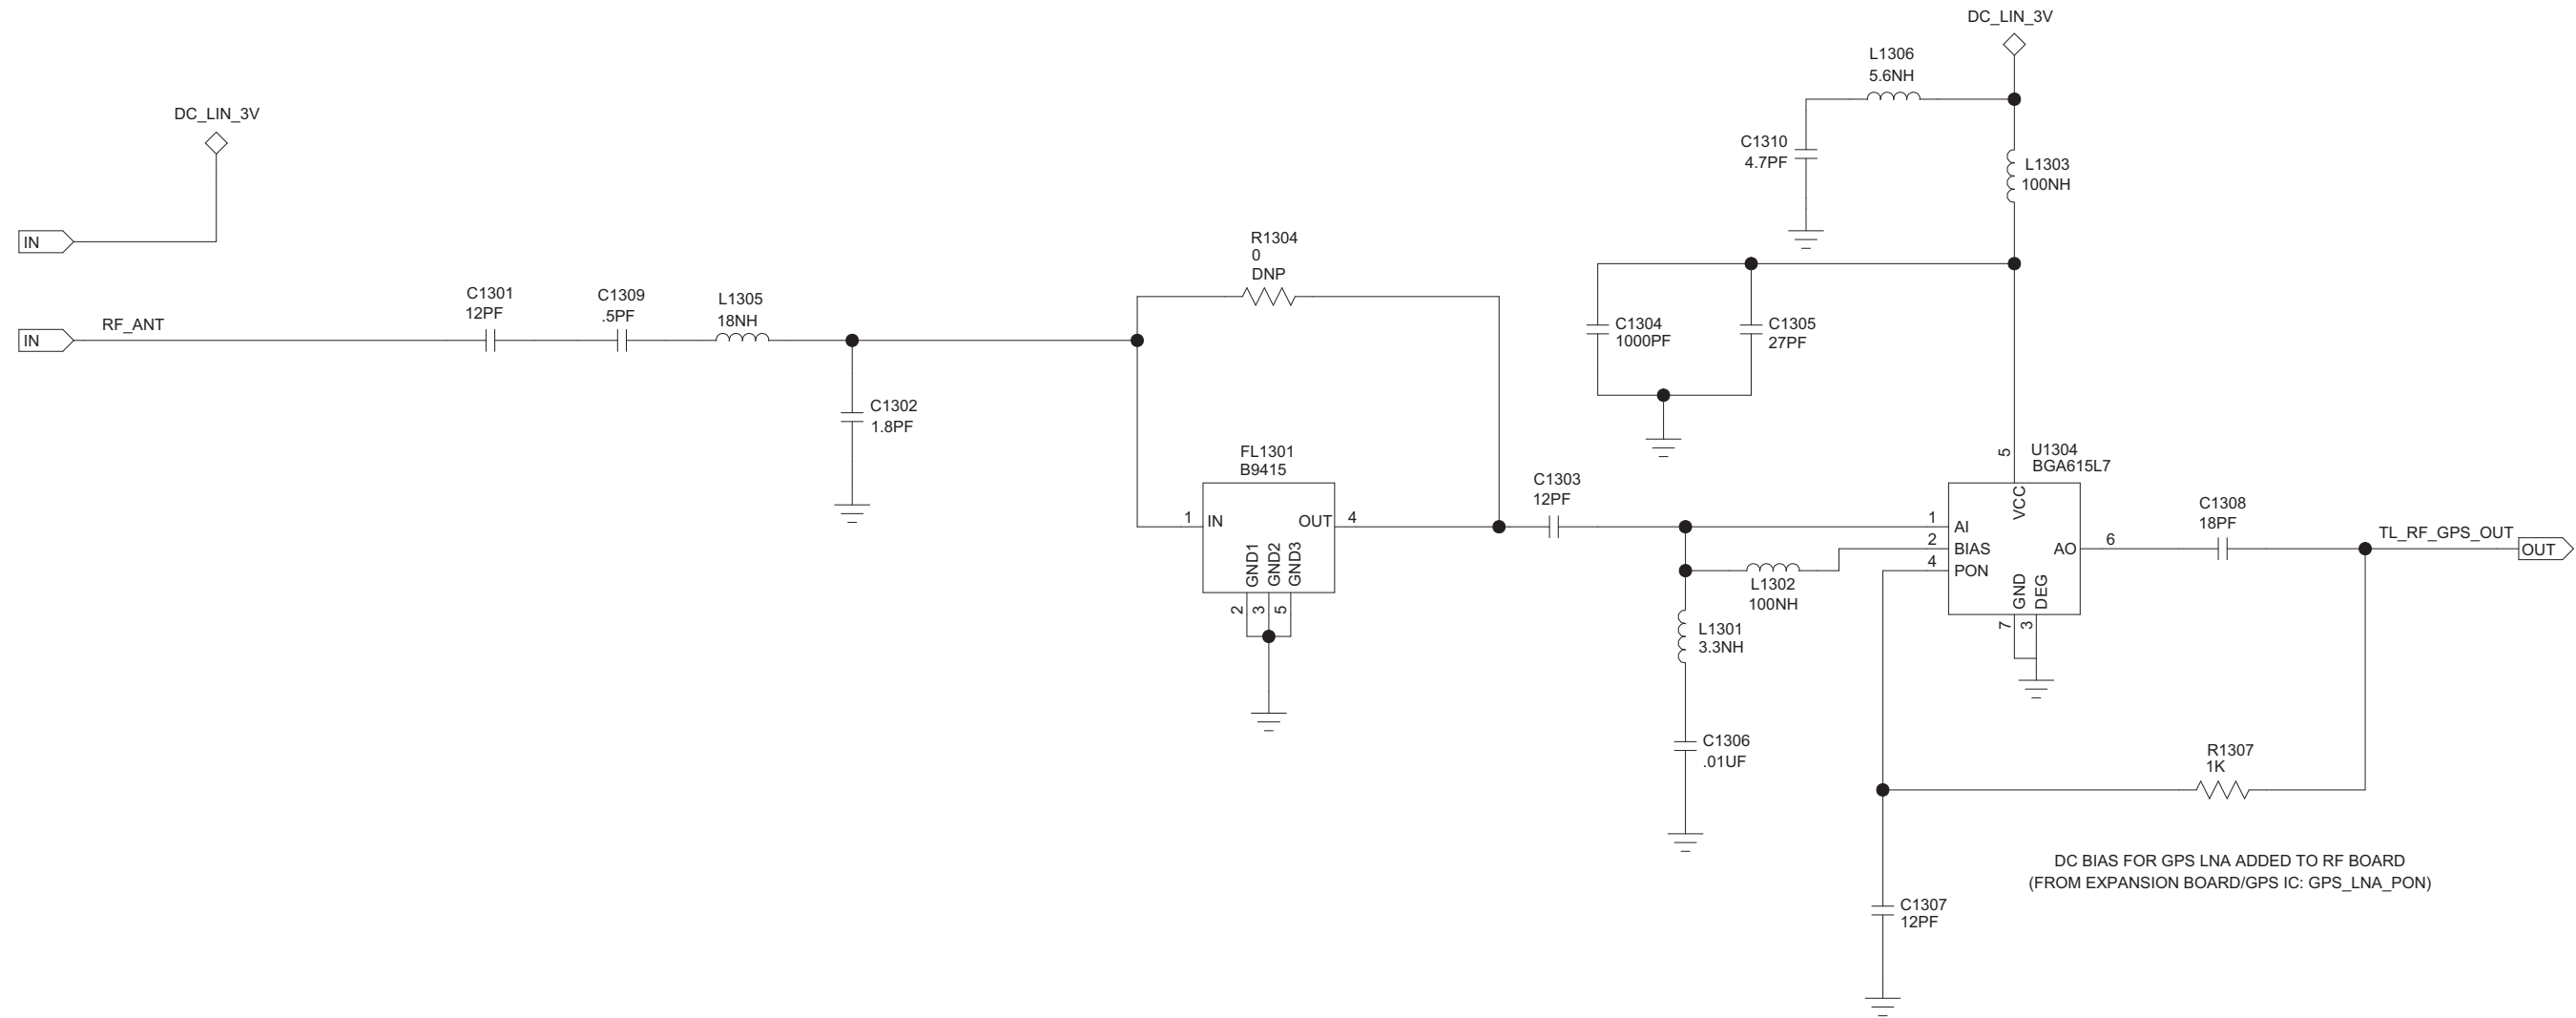 DC_LIN_3V
L1306
5.6NH
DC_LIN_3V
C1310
4.7PF
L1303
100NH
IN
R1304
0
DNP
C1301
12PF
C1309
.5PF
L1305
18NH
RF_ANT
IN
C1304
1000PF
C1305
27PF
C1302
1.8PF
FL1301
B9415
U1304
BGA615L7
5
VCC
C1303
12PF
C1308
18PF
1
IN
OUT
4
GND1
GND2
GND3
2
3
5
1
AI
2
BIAS
4
PON
AO
6
GND
DEG
7
3
TL_RF_GPS_OUT
OUT
L1302
100NH
L1301
3.3NH
C1306
.01UF
R1307
1K
DC BIAS FOR GPS LNA ADDED TO RF BOARD
(FROM EXPANSION BOARD/GPS IC: GPS_LNA_PON)
C1307
12PF